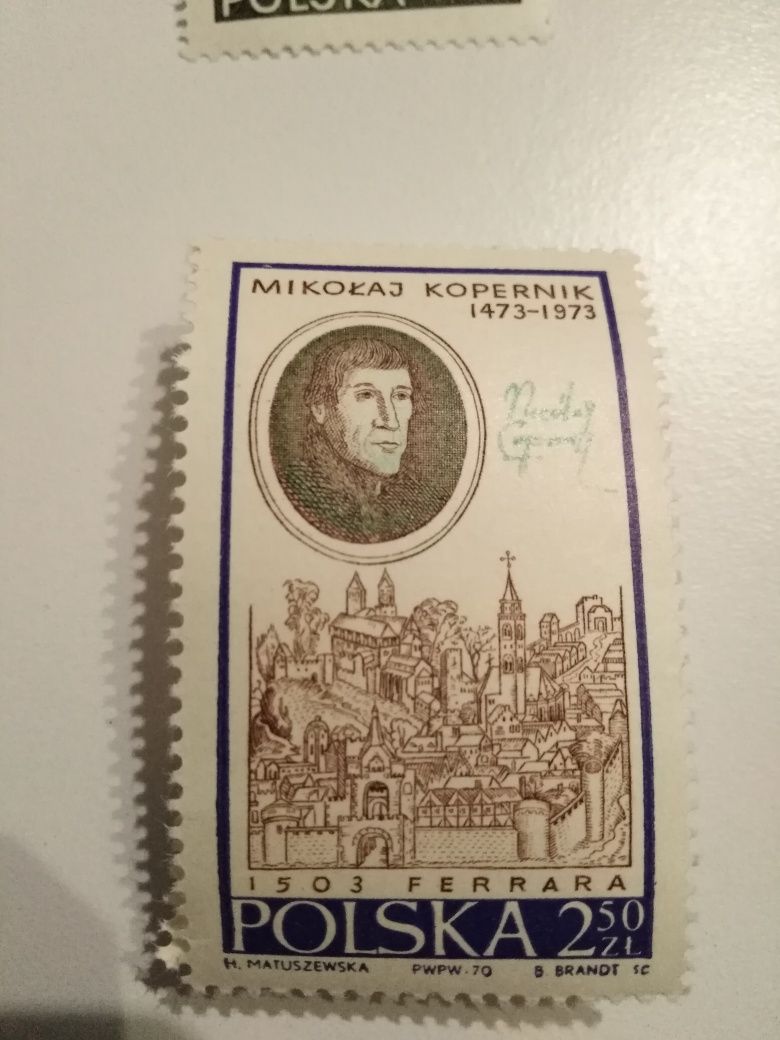 POLSKA
MIKOŁAJ KOPERNIK
1473-1973
1503 FERRARA
POLSKA 2 50 ZŁ
H. MATUSZEWSKA PWPW-70 B. BRANDT SC